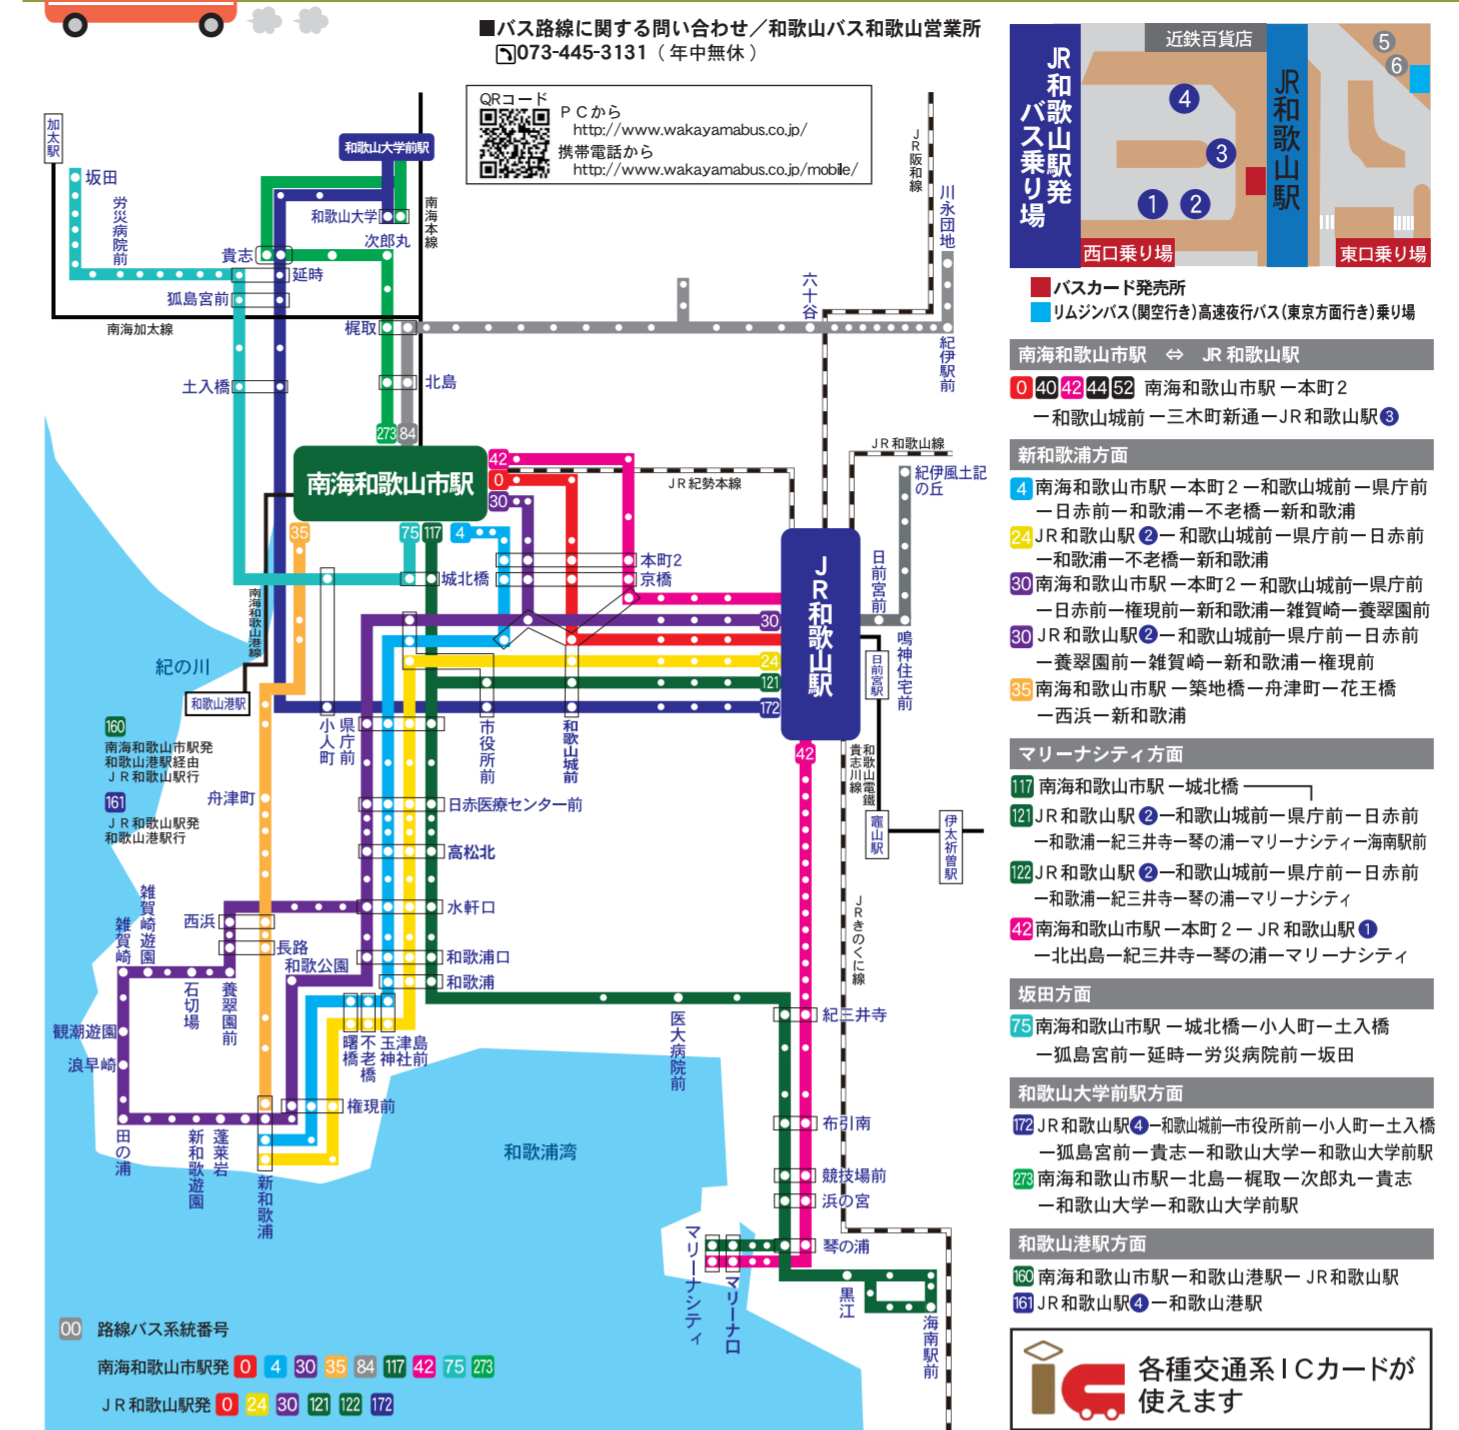 ■バス路線に関する問い合わせ／和歌山バス和歌山営業所
073-445-3131（年中無休）
QRコード
ＰＣから
http://www.wakayamabus.co.jp/
携帯電話から
http://www.wakayamabus.co.jp/mobile/
加太駅
坂田
労災病院前
和歌山大学前駅
南海本線
和歌山大学
次郎丸
貴志
延時
狐島宮前
南海加太線
梶取
土入橋
北島
273
84
六十谷
ＪＲ阪和線
川永団地
紀伊駅前
南海和歌山市駅
42
0
30
35
75
117
4
ＪＲ紀勢本線
ＪＲ和歌山線
紀伊風土記
の丘
本町2
京橋
城北橋
南海和歌山港線
日前宮前
鳴神住宅前
ＪＲ和歌山駅
30
24
121
172
42
日前宮駅
紀の川
和歌山港駅
160
南海和歌山市駅発
和歌山港駅経由
ＪＲ和歌山駅行
161
ＪＲ和歌山駅発
和歌山港駅行
小人町
県庁前
市役所前
和歌山城前
和歌山電鐵
貴志川線
竈山駅
伊太祈曽駅
舟津町
日赤医療センター前
高松北
水軒口
西浜
長路
和歌浦口
和歌浦
和歌公園
雑賀崎遊園
雑賀崎
石切場
養翠園前
観潮遊園
浪早崎
曙橋
不老橋
玉津島
神社前
権現前
田の浦
新和歌遊園
蓬莱岩
新和歌浦
和歌浦湾
医大病院前
ＪＲきのくに線
紀三井寺
布引南
競技場前
浜の宮
琴の浦
マリーナシティ
マリーナ口
黒江
海南駅前
00 路線バス系統番号
南海和歌山市駅発 0 4 30 35 84 117 42 75 273
ＪＲ和歌山駅発 0 24 30 121 122 172
JR和歌山駅発
バス乗り場
近鉄百貨店
JR和歌山駅
1
2
3
4
5
6
西口乗り場
東口乗り場
バスカード発売所
リムジンバス（関空行き）高速夜行バス（東京方面行き）乗り場
南海和歌山市駅 ⇔ JR 和歌山駅
0 40 42 44 52 南海和歌山市駅ー本町2
ー和歌山城前ー三木町新通ーJR和歌山駅❸
新和歌浦方面
4 南海和歌山市駅ー本町2ー和歌山城前ー県庁前
ー日赤前ー和歌浦ー不老橋ー新和歌浦
24 JR和歌山駅❷ー和歌山城前ー県庁前ー日赤前
ー和歌浦ー不老橋ー新和歌浦
30 南海和歌山市駅ー本町2ー和歌山城前ー県庁前
ー日赤前ー権現前ー新和歌浦ー雑賀崎ー養翠園前
30 JR和歌山駅❷ー和歌山城前ー県庁前ー日赤前
ー養翠園前ー雑賀崎ー新和歌浦ー権現前
35 南海和歌山市駅ー築地橋ー舟津町ー花王橋
ー西浜ー新和歌浦
マリーナシティ方面
117 南海和歌山市駅ー城北橋
121 JR和歌山駅❷ー和歌山城前ー県庁前ー日赤前
ー和歌浦ー紀三井寺ー琴の浦ーマリーナシティー海南駅前
122 JR和歌山駅❷ー和歌山城前ー県庁前ー日赤前
ー和歌浦ー紀三井寺ー琴の浦ーマリーナシティ
42 南海和歌山市駅ー本町2ーJR和歌山駅❶
ー北出島ー紀三井寺ー琴の浦ーマリーナシティ
坂田方面
75 南海和歌山市駅ー城北橋ー小人町ー土入橋
ー狐島宮前ー延時ー労災病院前ー坂田
和歌山大学前駅方面
172 JR和歌山駅❹ー和歌山城前ー市役所前ー小人町ー土入橋
ー狐島宮前ー貴志ー和歌山大学ー和歌山大学前駅
273 南海和歌山市駅ー北島ー梶取ー次郎丸ー貴志
ー和歌山大学ー和歌山大学前駅
和歌山港駅方面
160 南海和歌山市駅ー和歌山港駅ーJR和歌山駅
161 JR和歌山駅❹ー和歌山港駅
各種交通系ＩＣカードが
使えます